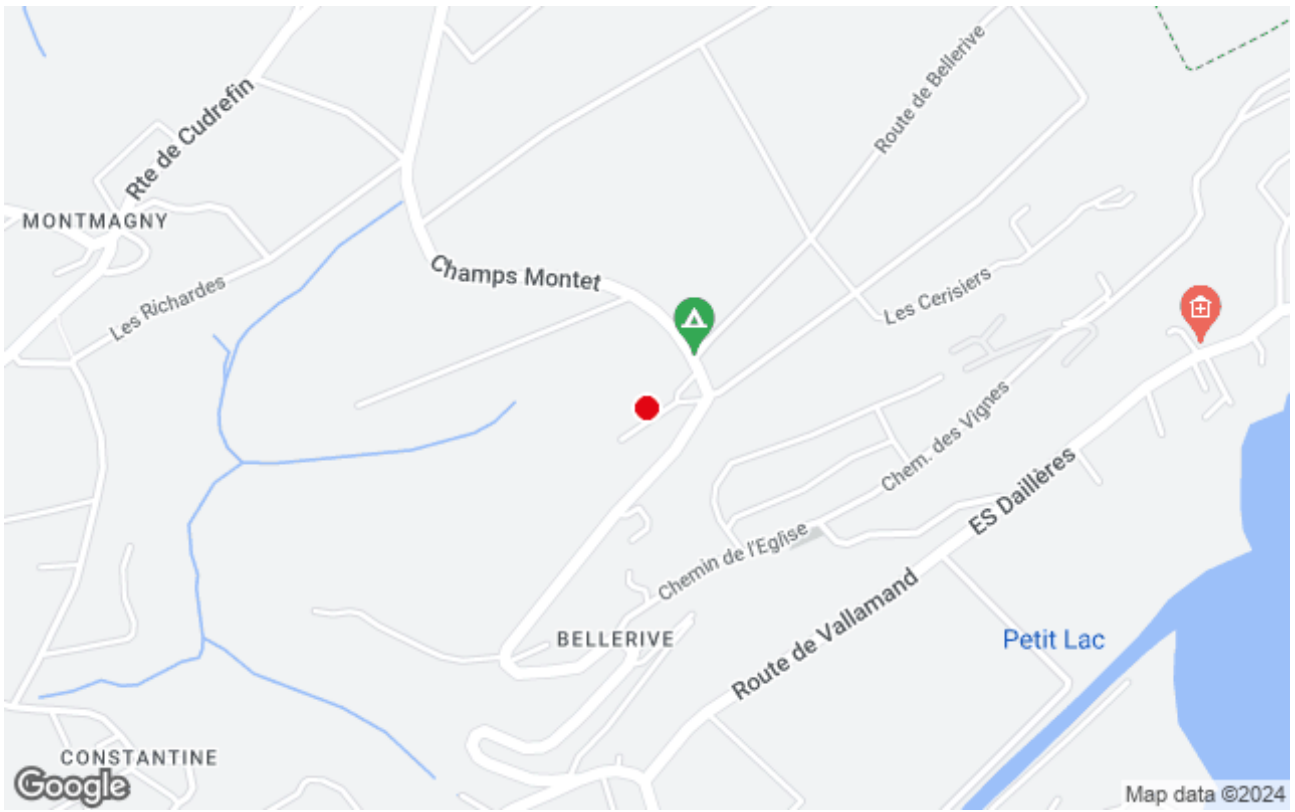 Rte de Cudrefin
Route de Bellerive
MONTMAGNY
Champs Montet
Les Richardes
Les Cerisiers
Chem. des Vignes
ES Daillères
Chemin de l'Eglise
Route de Vallamand
BELLERIVE
Petit Lac
CONSTANTINE
Google
Map data ©2024